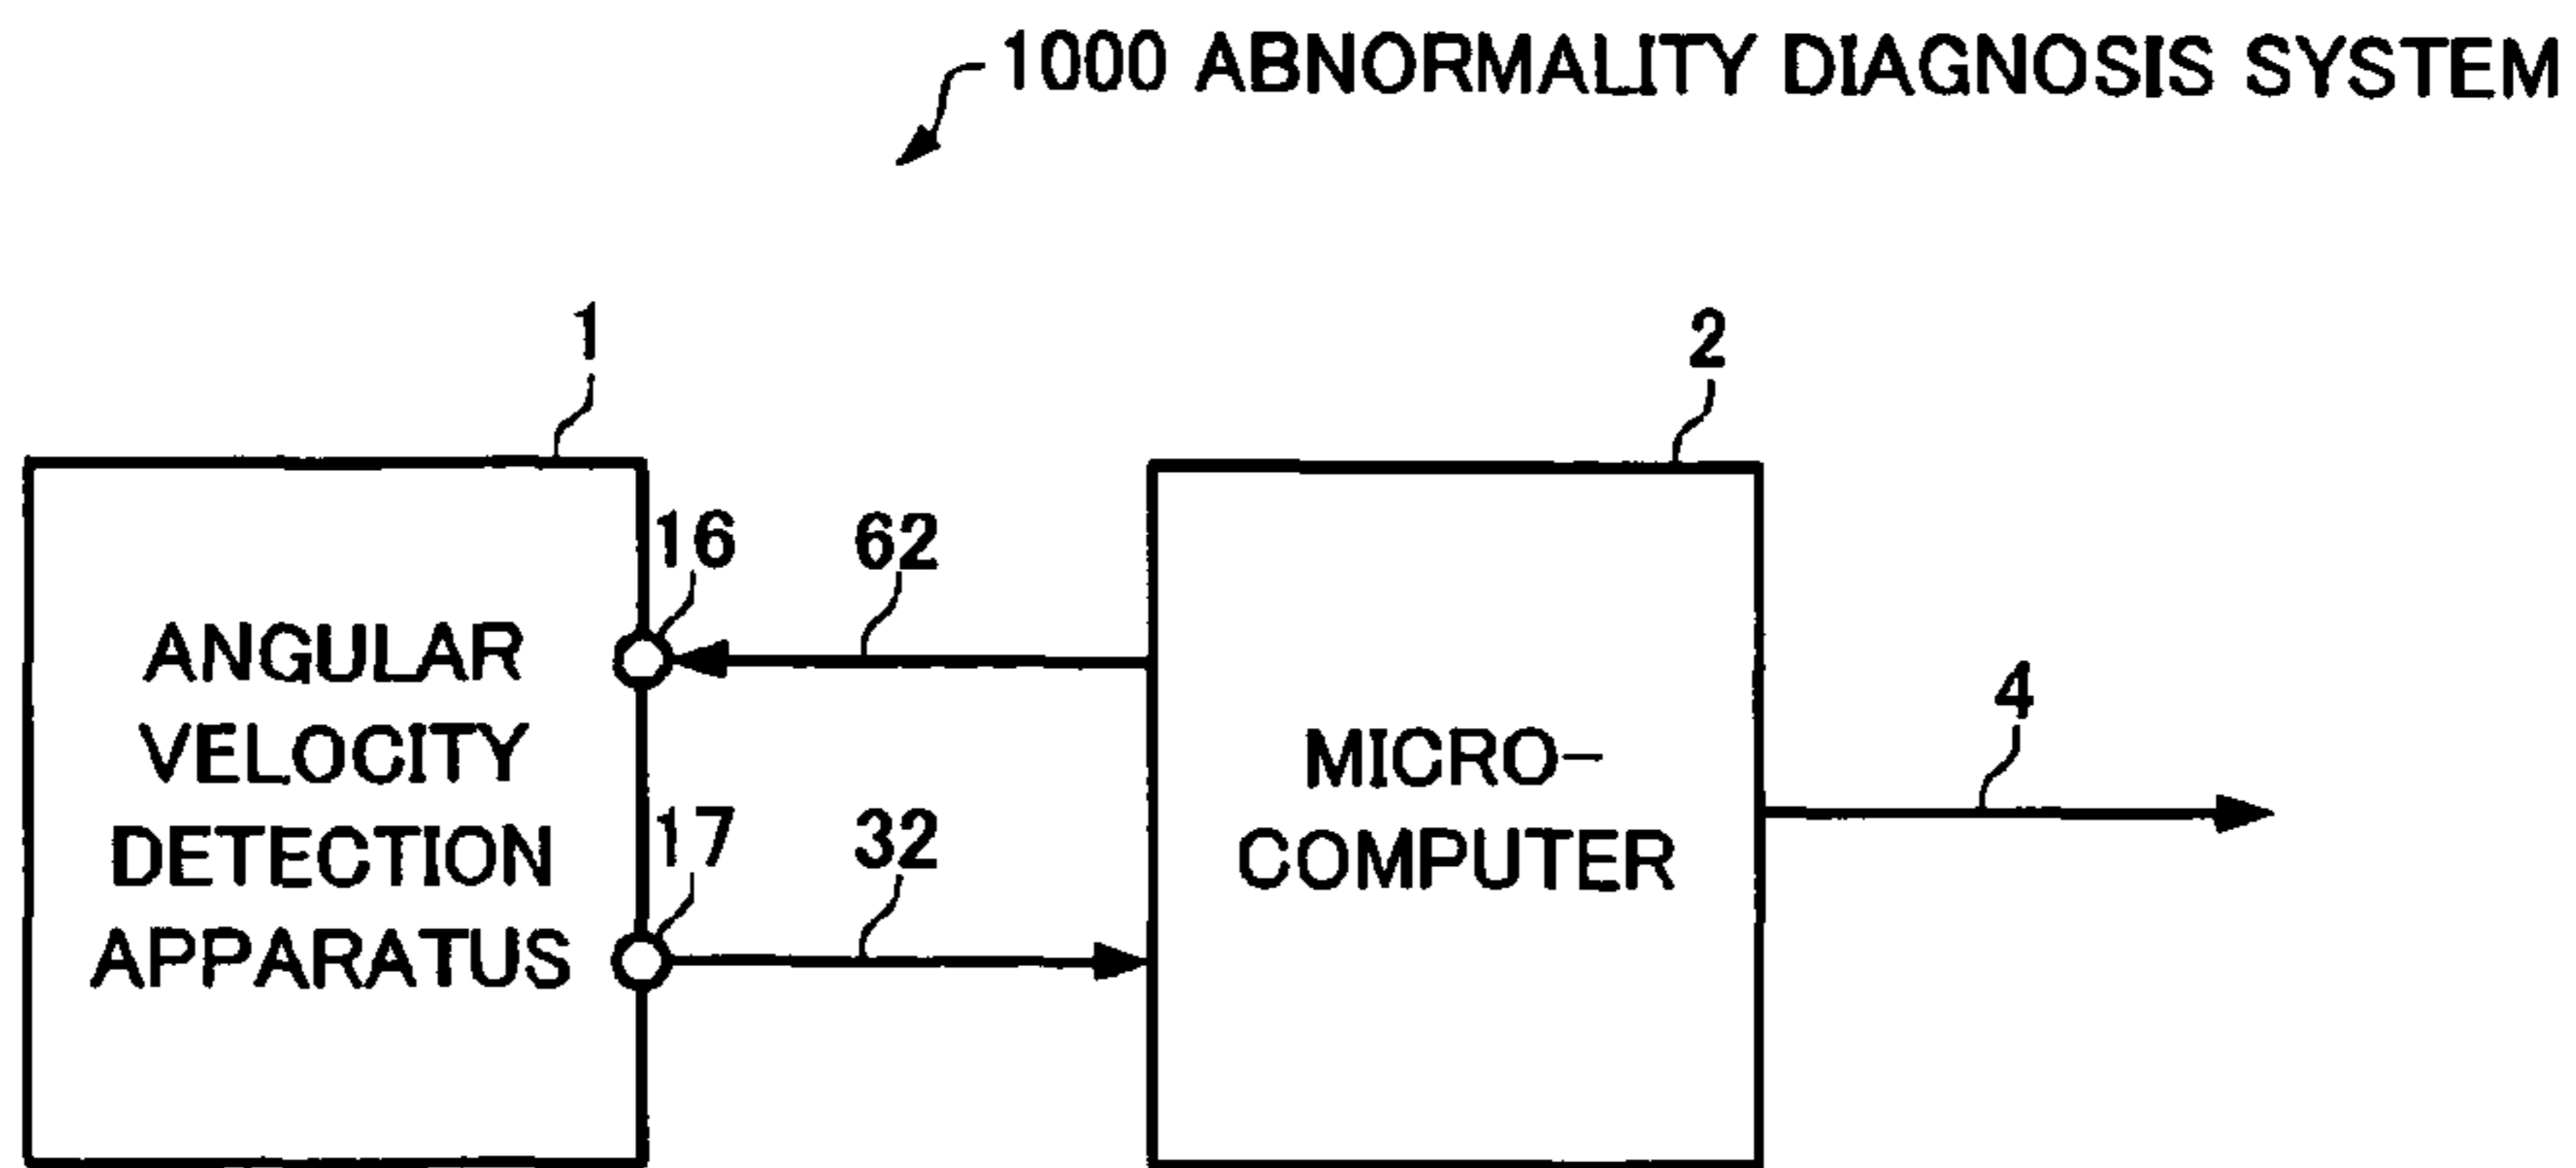 1000 ABNORMALITY DIAGNOSIS SYSTEM
1
2
16
62
ANGULAR
VELOCITY
DETECTION
APPARATUS
17
32
MICRO-
COMPUTER
4